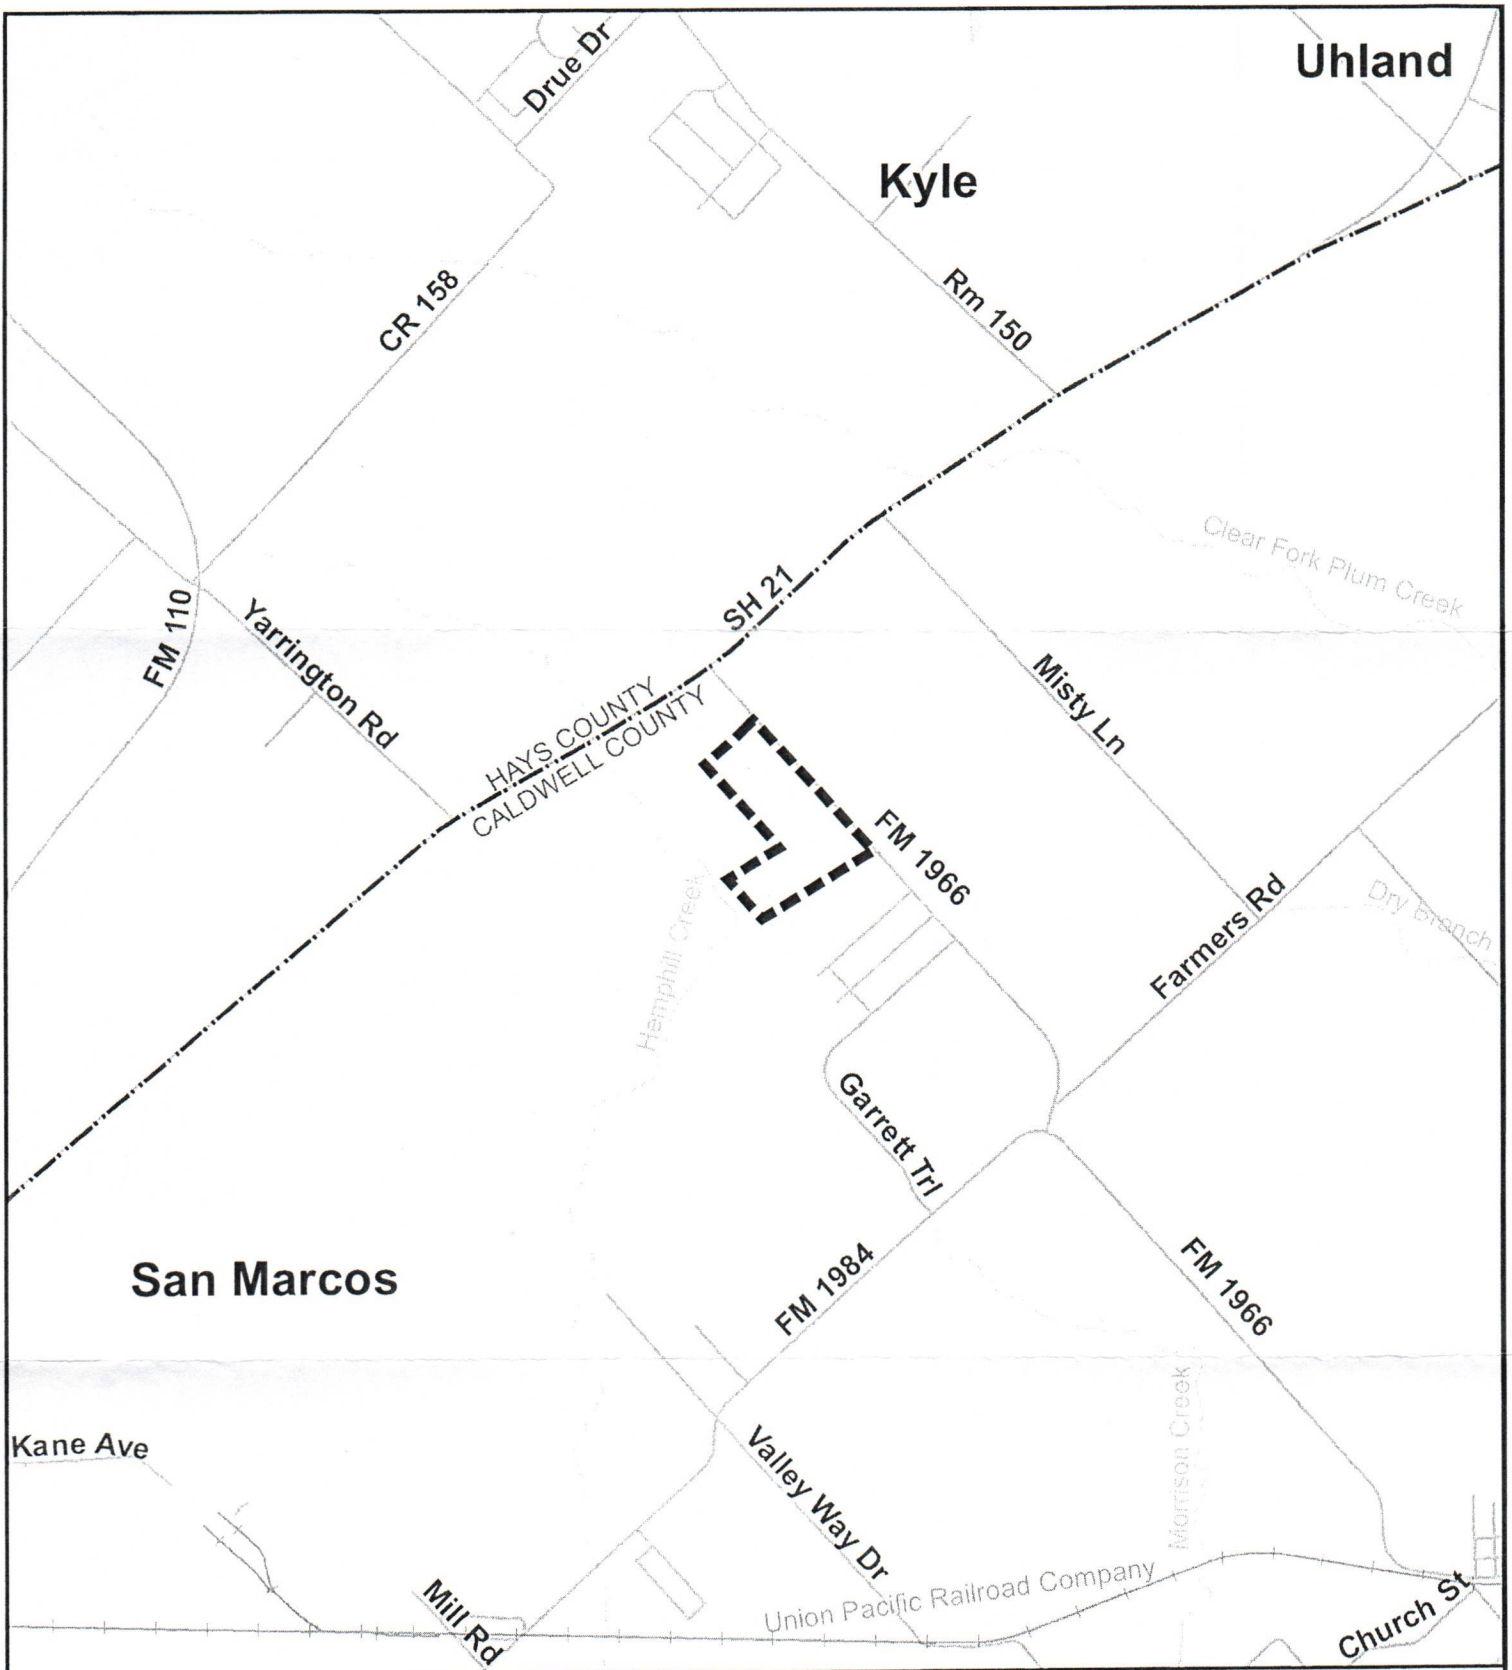 Uhland
Drue Dr
Kyle
CR 158
Rm 150
Clear Fork Plum Creek
SH 21
FM 110
Yarrington Rd
Misty Ln
HAYS COUNTY
CALDWELL COUNTY
FM 1966
Hemphill Creek
Farmers Rd
Dry Branch
Garrett Trl
San Marcos
FM 1984
FM 1966
Morrison Creek
Kane Ave
Valley Way Dr
Union Pacific Railroad Company
Mill Rd
Church St